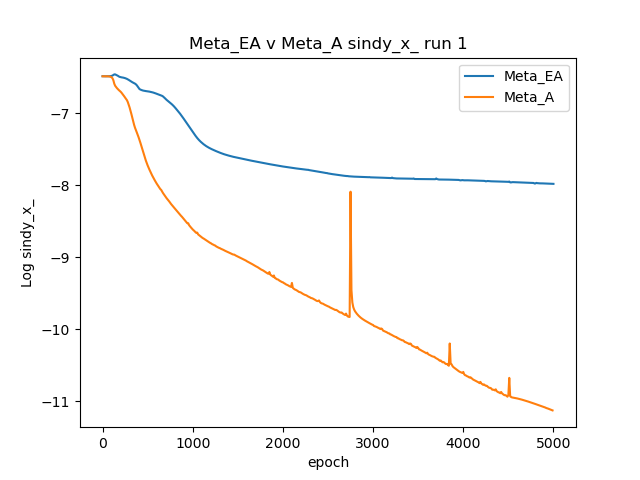 Meta_EA v Meta_A sindy_x_ run 1
Meta_EA
Meta_A
Log sindy_x_
−7
−8
−9
−10
−11
0
1000
2000
3000
4000
5000
epoch